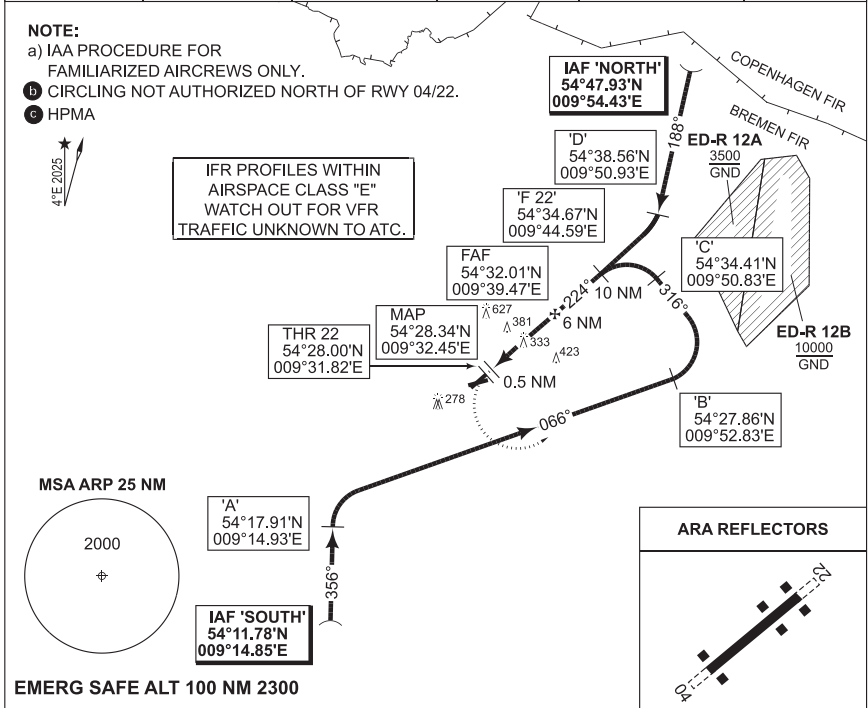 NOTE:
a) IAA PROCEDURE FOR
FAMILIARIZED AIRCREWS ONLY.
b CIRCLING NOT AUTHORIZED NORTH OF RWY 04/22.
c HPMA
4°E 2025
IFR PROFILES WITHIN
AIRSPACE CLASS "E"
WATCH OUT FOR VFR
TRAFFIC UNKNOWN TO ATC.
IAF 'NORTH'
54°47.93'N
009°54.43'E
COPENHAGEN FIR
BREMEN FIR
188°
'D'
54°38.56'N
009°50.93'E
ED-R 12A
3500
GND
'F 22'
54°34.67'N
009°44.59'E
'C'
54°34.41'N
009°50.83'E
FAF
54°32.01'N
009°39.47'E
224°
10 NM
316°
6 NM
ED-R 12B
10000
GND
MAP
54°28.34'N
009°32.45'E
627
381
333
423
THR 22
54°28.00'N
009°31.82'E
0.5 NM
278
'B'
54°27.86'N
009°52.83'E
066°
MSA ARP 25 NM
2000
'A'
54°17.91'N
009°14.93'E
356°
IAF 'SOUTH'
54°11.78'N
009°14.85'E
EMERG SAFE ALT 100 NM 2300
ARA REFLECTORS
22
04